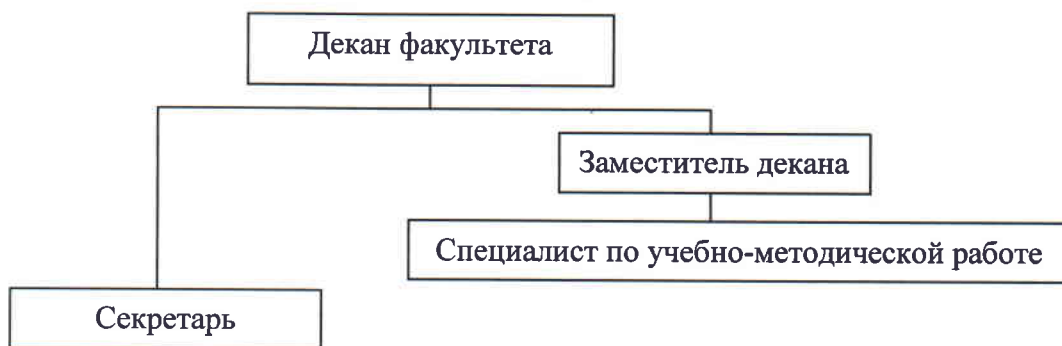 Декан факультета
Заместитель декана
Специалист по учебно-методической работе
Секретарь